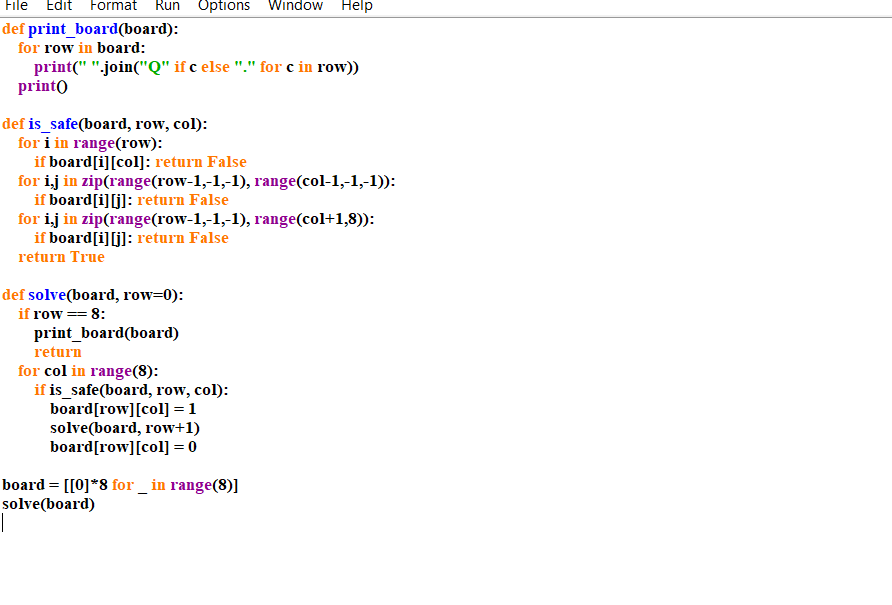 File Edit Format Run Options Window Help
def print_board(board):
    for row in board:
        print(" ".join("Q" if c else "." for c in row))
    print()

def is_safe(board, row, col):
    for i in range(row):
        if board[i][col]: return False
    for i,j in zip(range(row-1,-1,-1), range(col-1,-1,-1)):
        if board[i][j]: return False
    for i,j in zip(range(row-1,-1,-1), range(col+1,8)):
        if board[i][j]: return False
    return True

def solve(board, row=0):
    if row == 8:
        print_board(board)
        return
    for col in range(8):
        if is_safe(board, row, col):
            board[row][col] = 1
            solve(board, row+1)
            board[row][col] = 0

board = [[0]*8 for _ in range(8)]
solve(board)